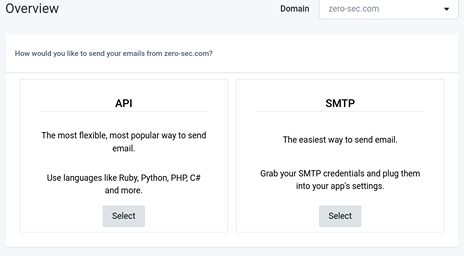 Overview
Domain
zero-sec.com
How would you like to send your emails from zero-sec.com?
API
The most flexible, most popular way to send
email.
Use languages like Ruby, Python, PHP, C#
and more.
Select
SMTP
The easiest way to send email.
Grab your SMTP credentials and plug them
into your app's settings.
Select